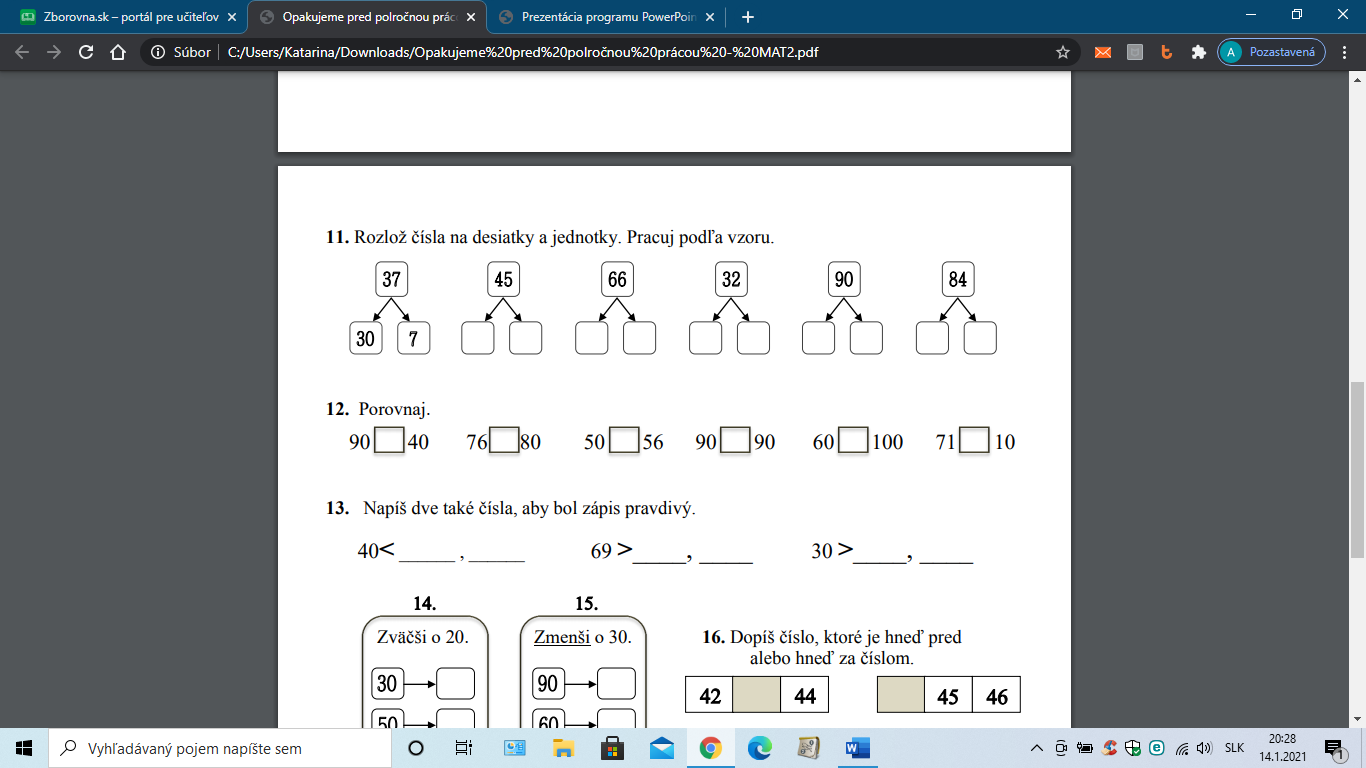 Zborovna.sk – portál pre učiteľov
Opakujeme pred polročnou prác
Prezentácia programu PowerPoin
Súbor
C:/Users/Katarina/Downloads/Opakujeme%20pred%20polročnou%20prácou%20-%20MAT2.pdf
A Pozastavená
11. Rozlož čísla na desiatky a jednotky. Pracuj podľa vzoru.
37 45 66 32 90 84
30 7
12. Porovnaj.
90 40 76 80 50 56 90 90 60 100 71 10
13. Napíš dve také čísla, aby bol zápis pravdivý.
40< _____ , _____ 69 >_____, _____ 30 >_____, _____
14. 15.
Zväčši o 20. Zmenši o 30.
16. Dopíš číslo, ktoré je hneď pred
alebo hneď za číslom.
30 90
42 44 45 46
50 60
Vyhľadávaný pojem napíšte sem
SLK
20:28
14.1.2021
1